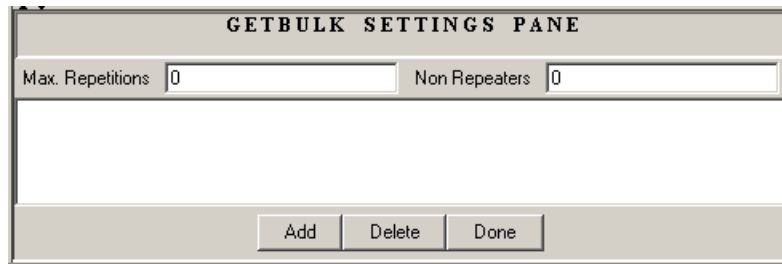 GETBULK SETTINGS PANE
Max. Repetitions 0 Non Repeaters 0
Add Delete Done